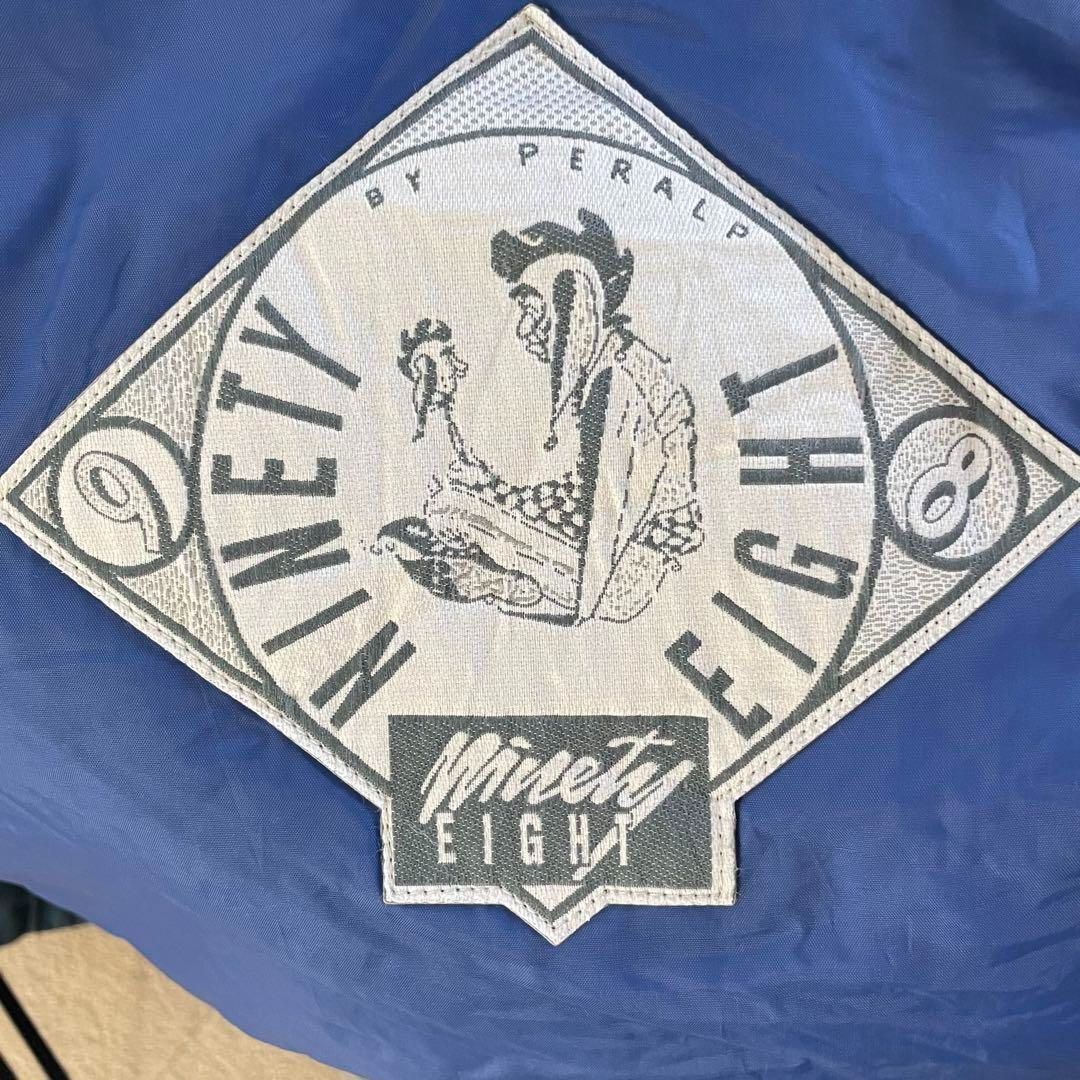 BY PERALP
NINETY
EIGHT
9
8
Ninety
EIGHT